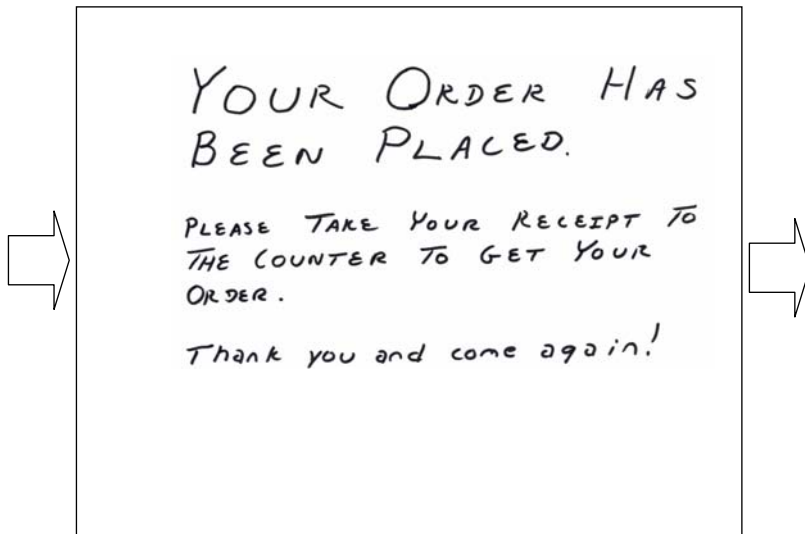 YOUR ORDER HAS
BEEN PLACED.
PLEASE TAKE YOUR RECEIPT TO
THE COUNTER TO GET YOUR
ORDER.
Thank you and come again!